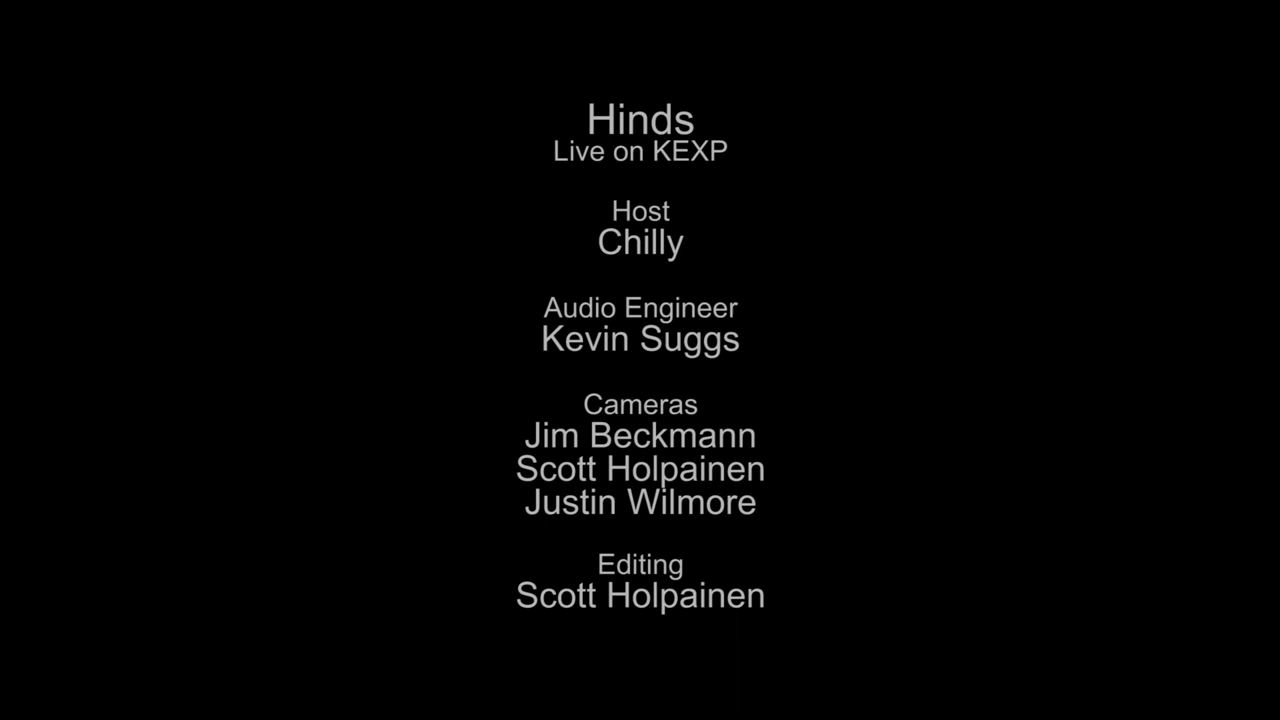 Hinds
Live on KEXP
Host
Chilly
Audio Engineer
Kevin Suggs
Cameras
Jim Beckmann
Scott Holpainen
Justin Wilmore
Editing
Scott Holpainen